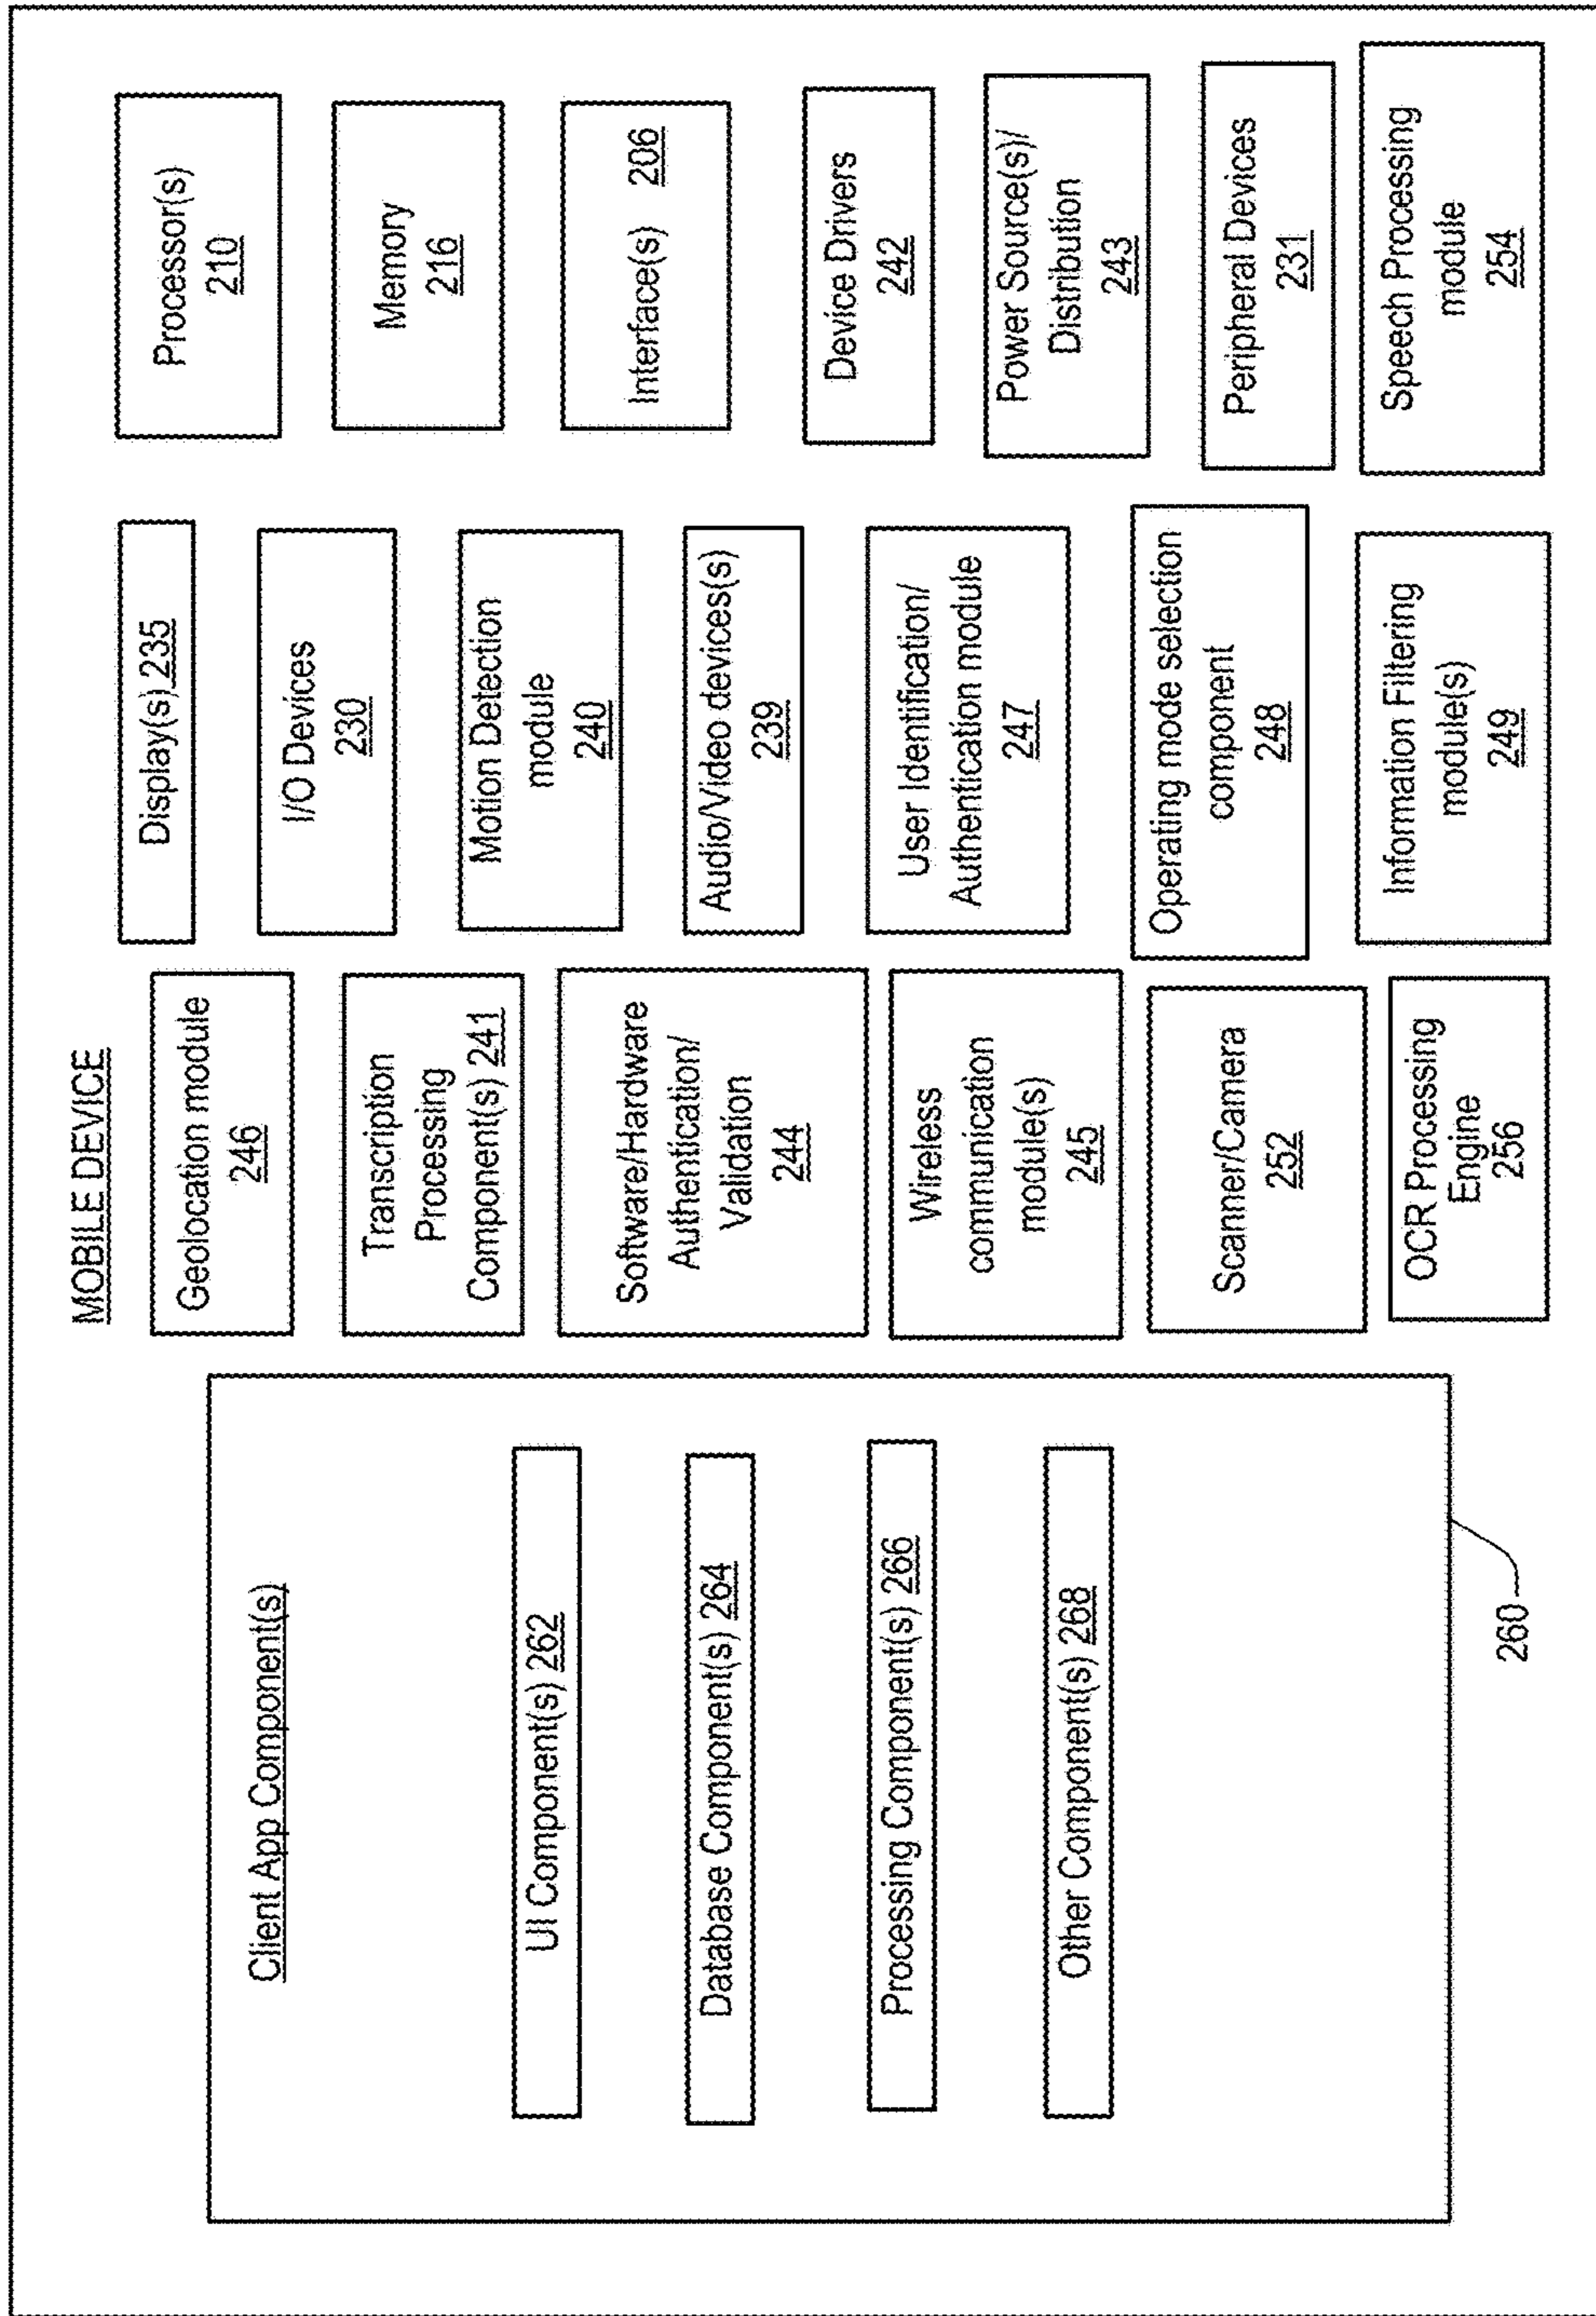 MOBILE DEVICE
Client App Component(s)
UI Component(s) 262
Database Component(s) 264
Processing Component(s) 266
Other Component(s) 268
260
Geolocation module
246
Transcription
Processing
Component(s) 241
Software/Hardware
Authentication/
Validation
244
Wireless
communication
module(s)
245
Scanner/Camera
252
OCR Processing
Engine
256
Display(s) 235
I/O Devices
230
Motion Detection
module
240
Audio/Video devices(s)
239
User Identification/
Authentication module
247
Operating mode selection
component
248
Information Filtering
module(s)
249
Processor(s)
210
Memory
216
Interface(s) 206
Device Drivers
242
Power Source(s)/
Distribution
243
Peripheral Devices
231
Speech Processing
module
254